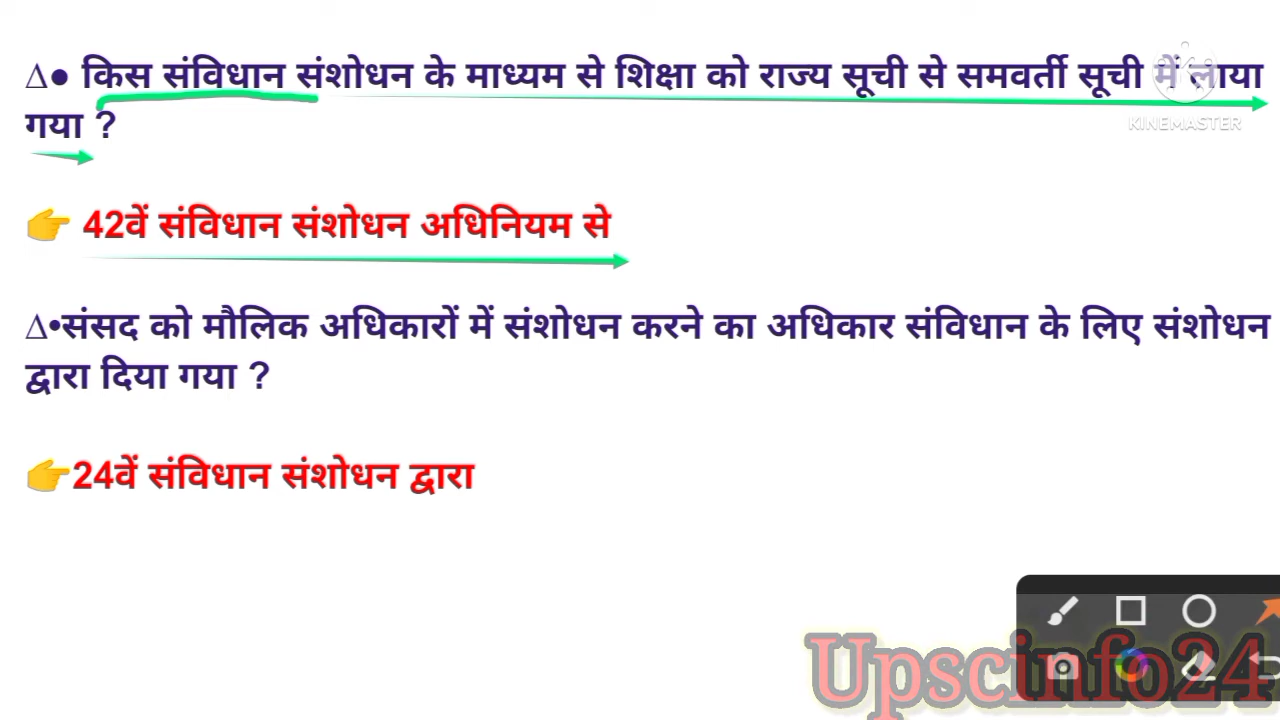 ∆● किस संविधान संशोधन के माध्यम से शिक्षा को राज्य सूची से समवर्ती सूची में लाया
गया ?
KINEMASTER
👉 42वें संविधान संशोधन अधिनियम से
∆•संसद को मौलिक अधिकारों में संशोधन करने का अधिकार संविधान के लिए संशोधन
द्वारा दिया गया ?
👉24वें संविधान संशोधन द्वारा
Upscinfo24